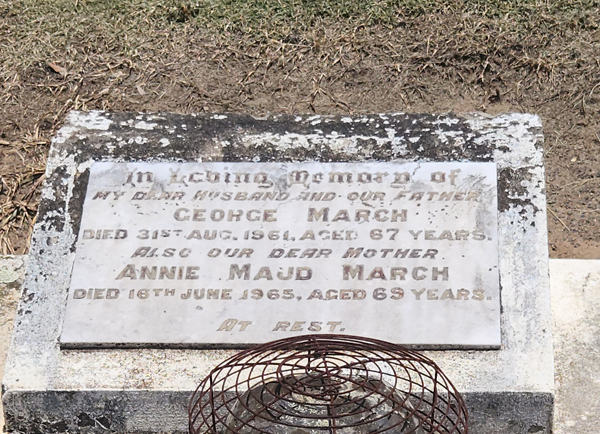 In Loving Memory of
MY DEAR HUSBAND AND OUR FATHER
GEORGE MARCH
DIED 31ST AUG. 1961, AGED 67 YEARS.
ALSO OUR DEAR MOTHER
ANNIE MAUD MARCH
DIED 16TH JUNE 1965, AGED 69 YEARS.
AT REST.